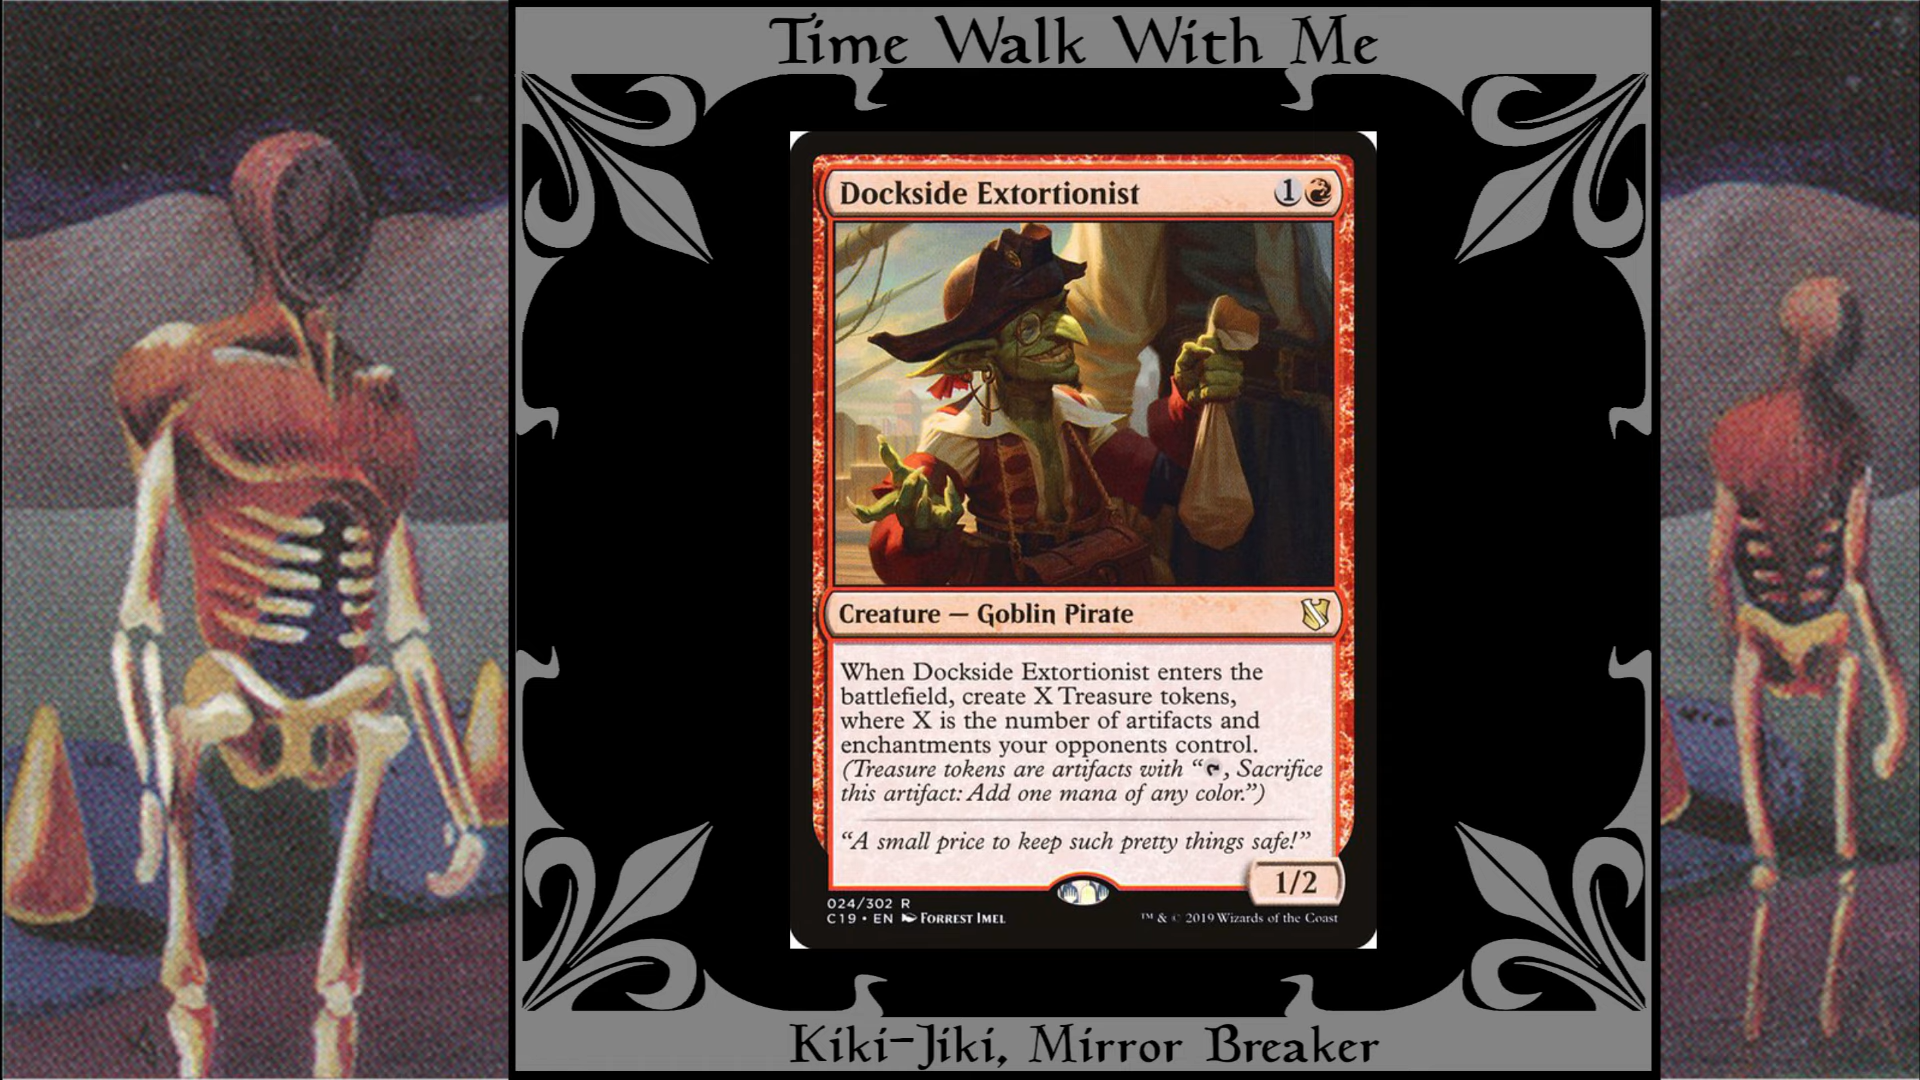 Time Walk With Me
Dockside Extortionist 1
Creature — Goblin Pirate
When Dockside Extortionist enters the
battlefield, create X Treasure tokens,
where X is the number of artifacts and
enchantments your opponents control.
(Treasure tokens are artifacts with “, Sacrifice
this artifact: Add one mana of any color.”)
“A small price to keep such pretty things safe!”
1/2
024/302 R
C19 • EN Forrest Imel
™ & © 2019 Wizards of the Coast
Kiki-Jiki, Mirror Breaker